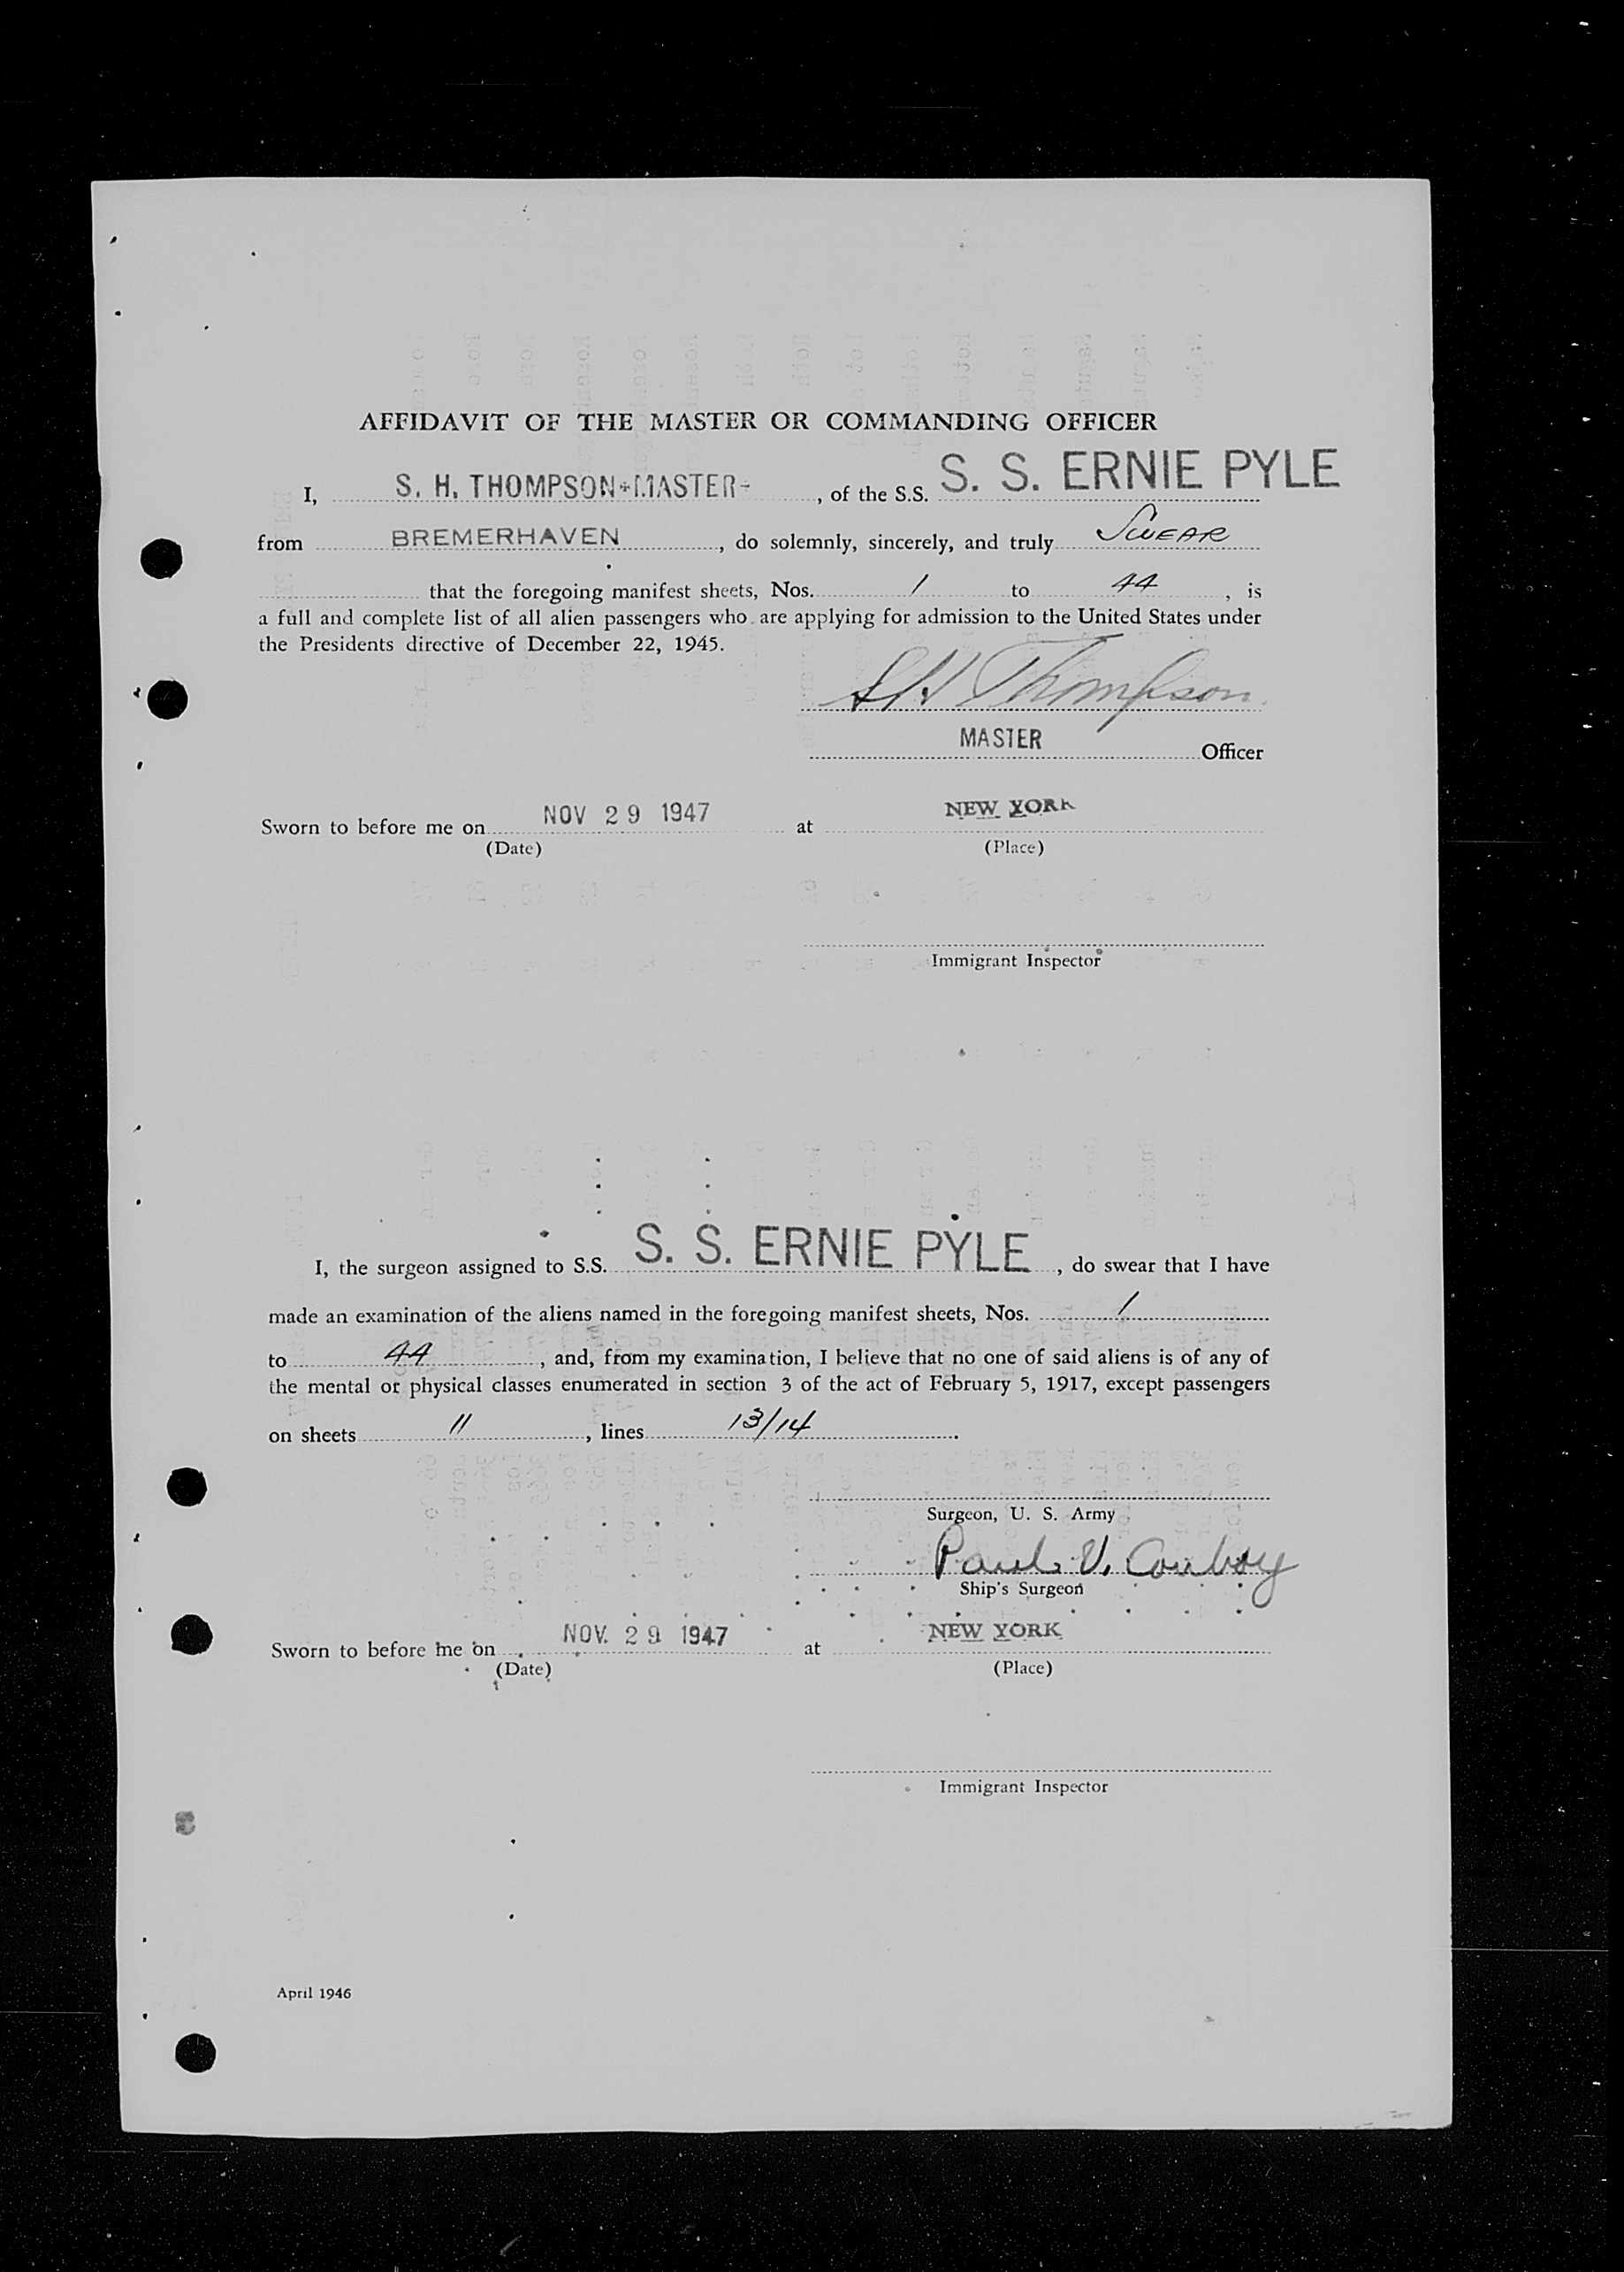 AFFIDAVIT OF THE MASTER OR COMMANDING OFFICER
I, S. H. THOMPSON-MASTER- , of the S.S. S. S. ERNIE PYLE
from BREMERHAVEN , do solemnly, sincerely, and truly SWEAR
that the foregoing manifest sheets, Nos. 1 to 44 , is
a full and complete list of all alien passengers who are applying for admission to the United States under
the Presidents directive of December 22, 1945.
S H Thompson
MASTER Officer
Sworn to before me on NOV 29 1947 at NEW YORK
(Date) (Place)
Immigrant Inspector
I, the surgeon assigned to S.S. S. S. ERNIE PYLE , do swear that I have
made an examination of the aliens named in the foregoing manifest sheets, Nos. 1
to 44 , and, from my examination, I believe that no one of said aliens is of any of
the mental or physical classes enumerated in section 3 of the act of February 5, 1917, except passengers
on sheets 11 , lines 13/14 .
Surgeon, U. S. Army
Paul V. Conboy
Ship's Surgeon
Sworn to before me on NOV. 29 1947 at NEW YORK
(Date) (Place)
Immigrant Inspector
April 1946